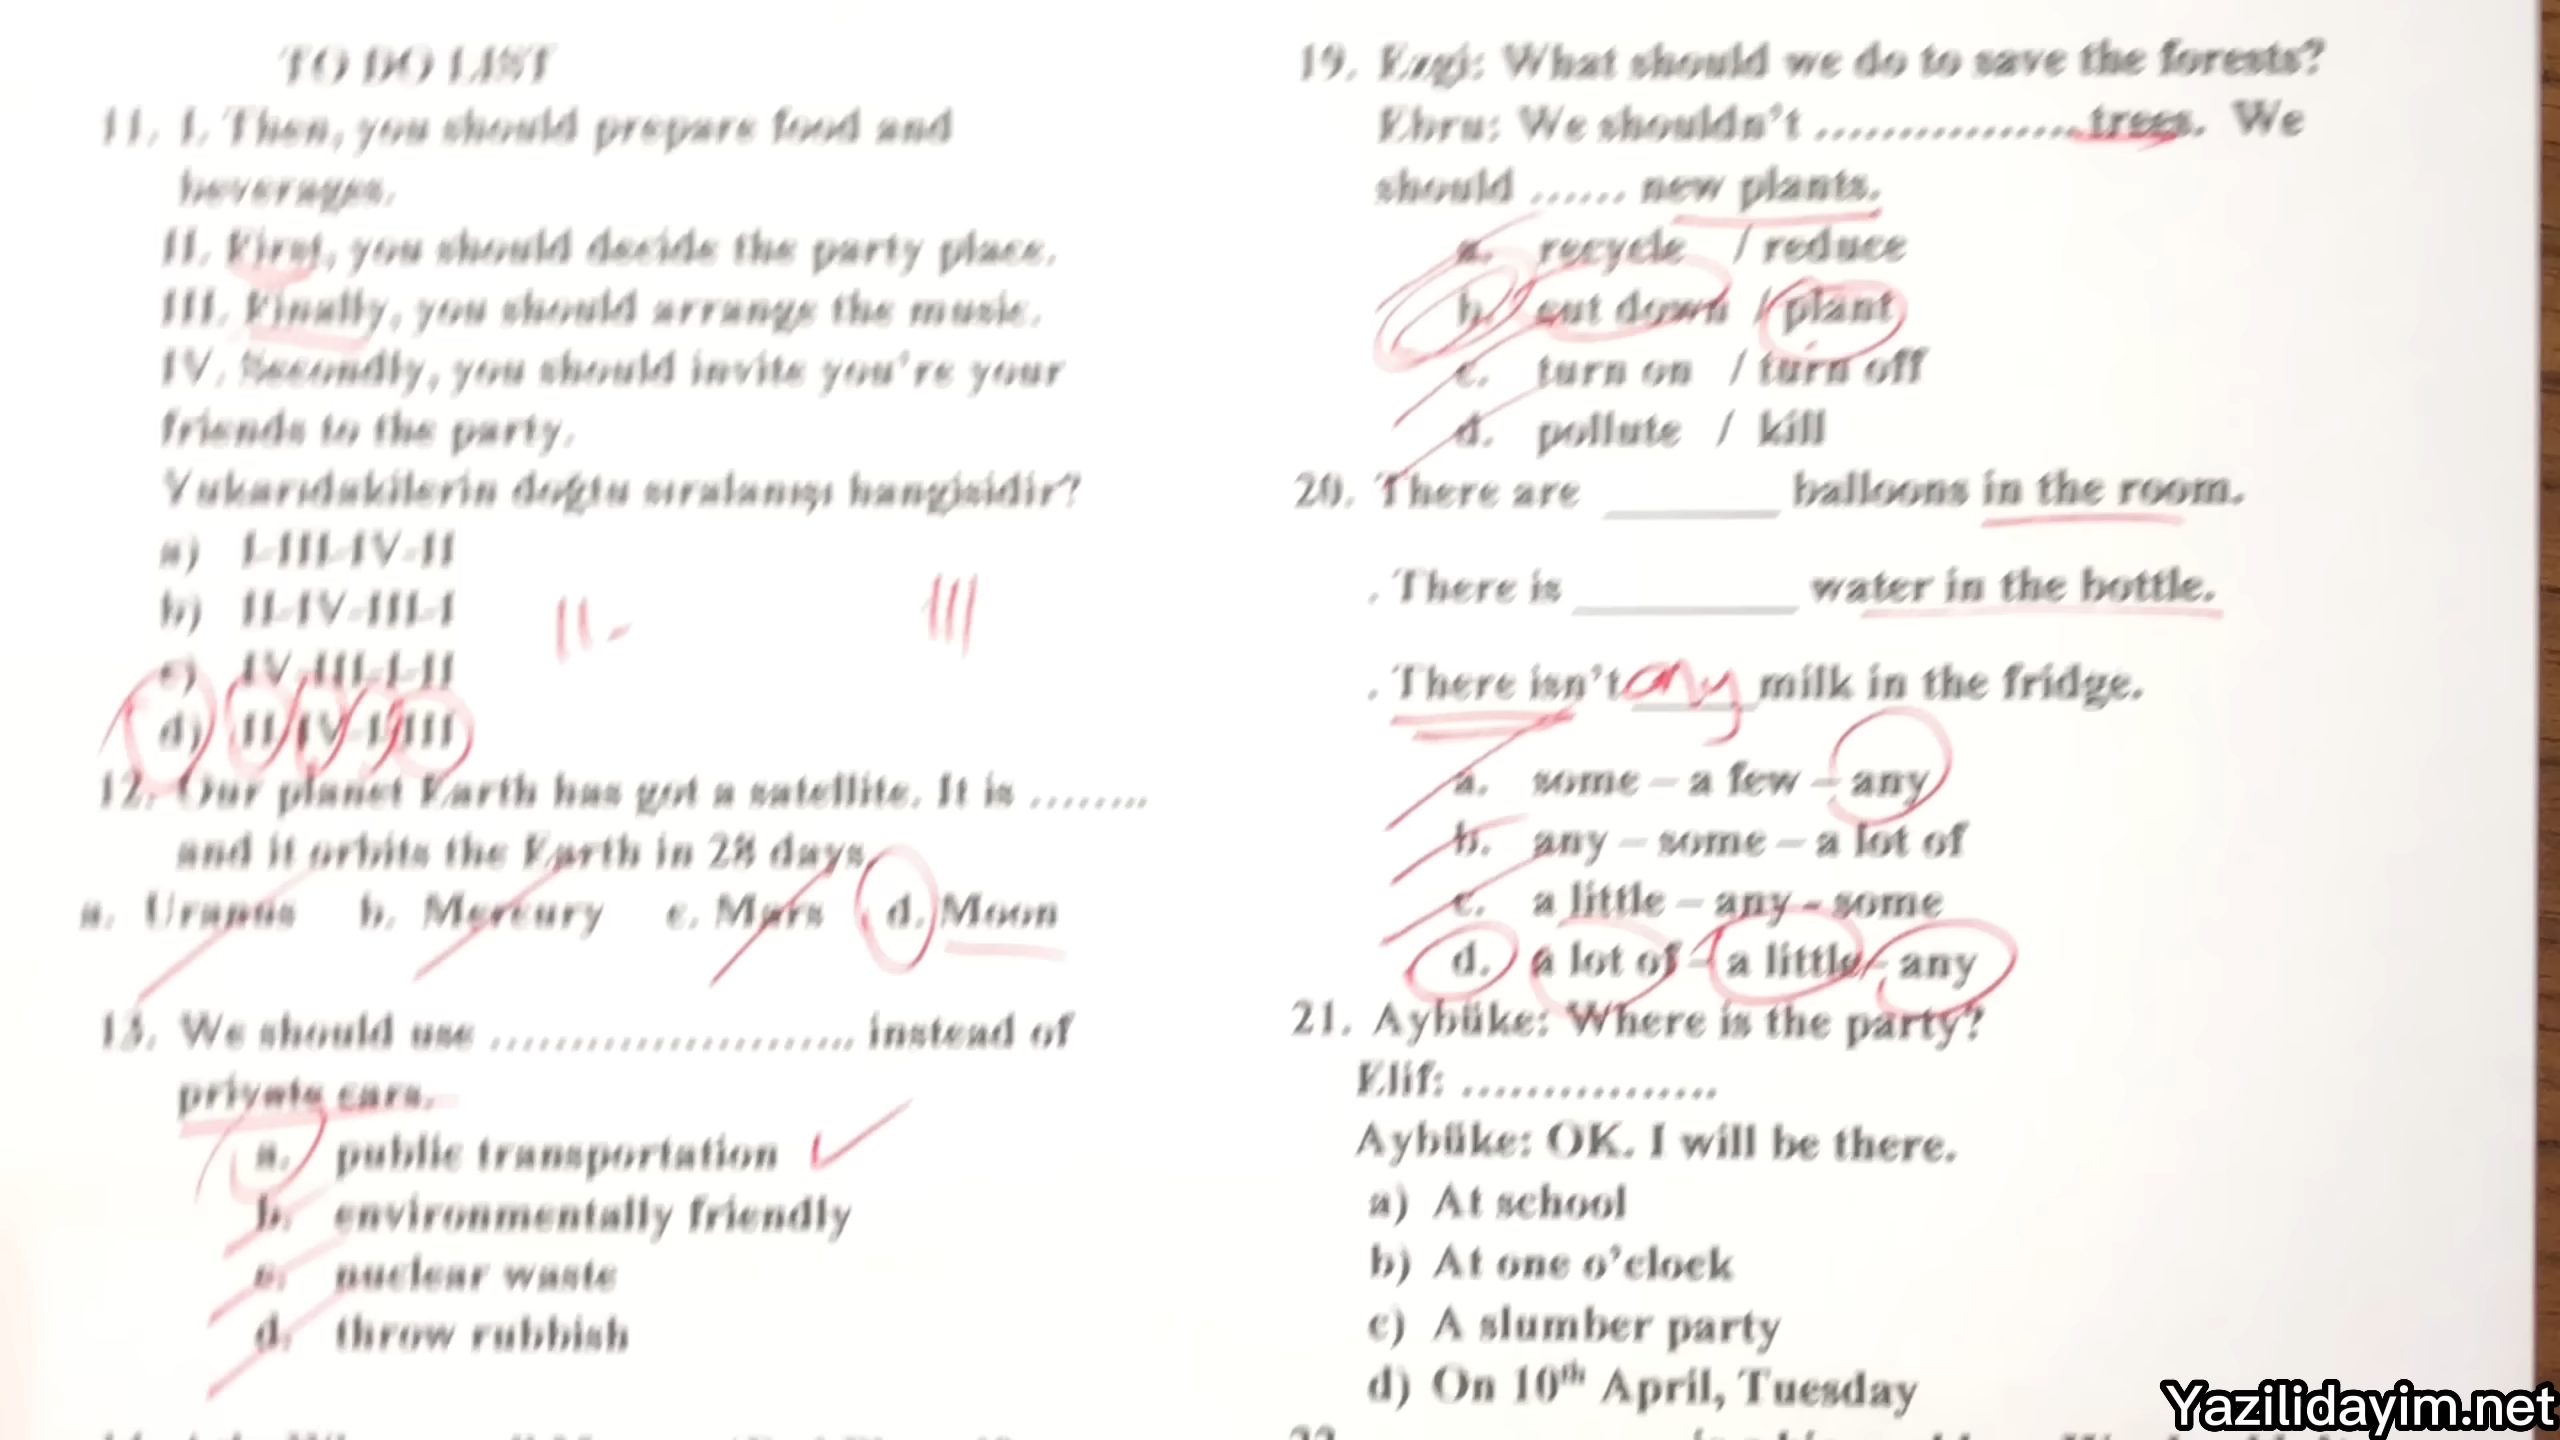 TO DO LIST
11. I. Then, you should prepare food and
beverages.
II. First, you should decide the party place.
III. Finally, you should arrange the music.
IV. Secondly, you should invite you're your
friends to the party.
Yukarıdakilerin doğtu sıralanışı hangisidir?
a) I-III-IV-II
b) II-IV-III-I
c) IV-III-I-II
d) II-IV-I-III
II-
III
12. Our planet Earth has got a satellite. It is ........
and it orbits the Earth in 28 days.
a. Uranus b. Mercury c. Mars d. Moon
13. We should use ....................... instead of
private cars.
a. public transportation
b. environmentally friendly
c. nuclear waste
d. throw rubbish
19. Ezgi: What should we do to save the forests?
Ebru: We shouldn't ................. trees. We
should ...... new plants.
a. recycle / reduce
b. cut down / plant
c. turn on / turn off
d. pollute / kill
20. There are ________ balloons in the room.
. There is __________ water in the bottle.
. There isn't any milk in the fridge.
a. some – a few – any
b. any – some – a lot of
c. a little – any - some
d. a lot of – a little – any
21. Aybüke: Where is the party?
Elif: ................
Aybüke: OK. I will be there.
a) At school
b) At one o'clock
c) A slumber party
d) On 10th April, Tuesday
Yazilidayim.net